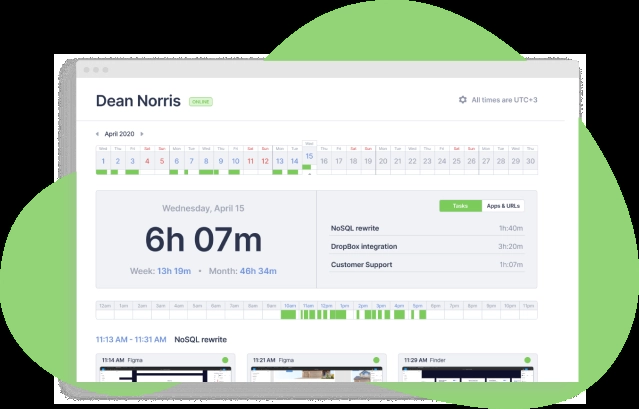 Dean Norris ONLINE
All times are UTC+3
April 2020
Wed Thu Fri Sat Sun Mon Tue Wed Thu Fri Sat Sun Mon Tue Wed Thu Fri Sat Sun Mon Tue Wed Thu Fri Sat Sun Mon Tue Wed Thu
1 2 3 4 5 6 7 8 9 10 11 12 13 14 15 16 17 18 19 20 21 22 23 24 25 26 27 28 29 30
Wednesday, April 15
6h 07m
Week: 13h 19m • Month: 46h 34m
Tasks Apps & URLs
NoSQL rewrite 1h:40m
DropBox integration 3h:20m
Customer Support 1h:07m
12pm 1am 2am 3am 4am 5am 6am 7am 8am 9am 10am 11am 12pm 1pm 2pm 3pm 4pm 5pm 6pm 7pm 8pm 9pm 10pm 11pm
11:13 AM - 11:31 AM NoSQL rewrite
11:14 AM Figma
11:21 AM Figma
11:29 AM Finder